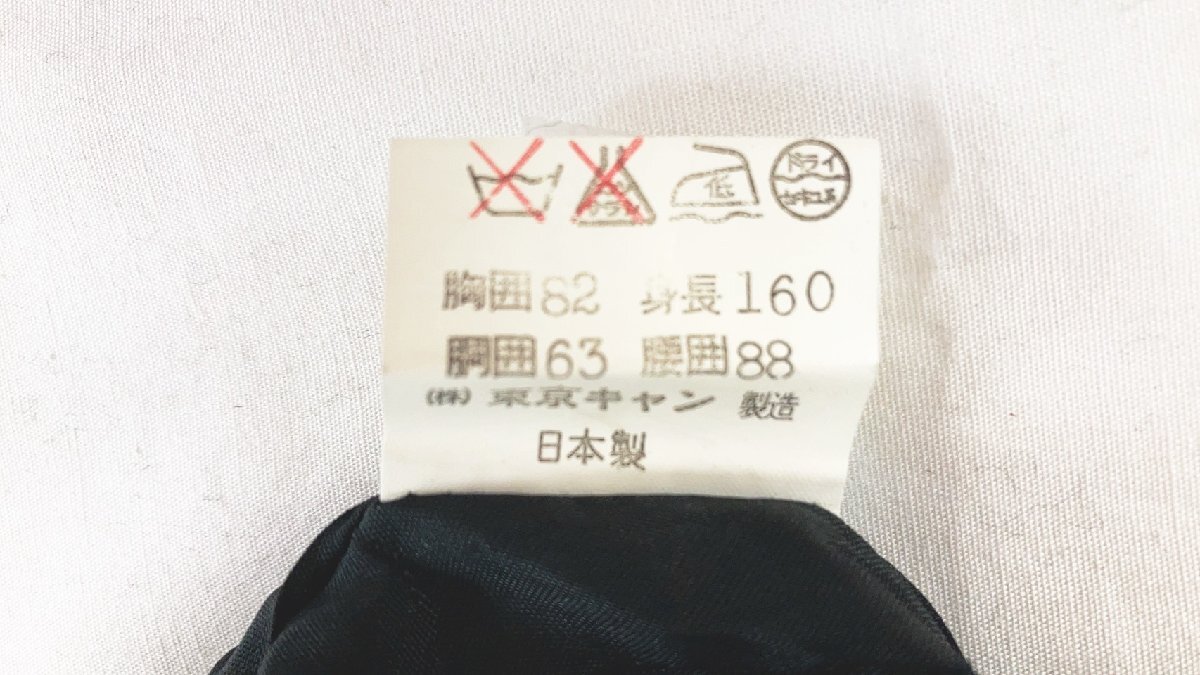 低 ドライ
胸囲82 身長160
胴囲63 腰囲88
(株) 東京キャン 製造
日本製